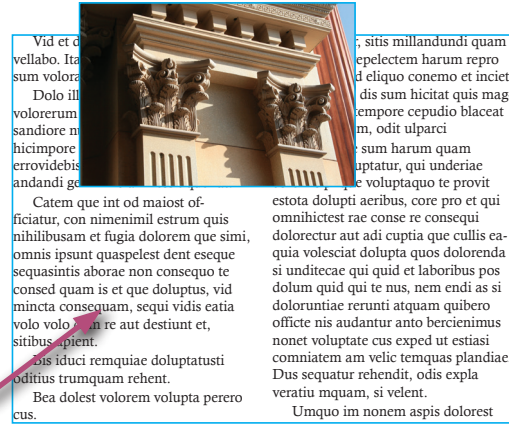 Vid et d
vellabo. Ita
sum volora
Dolo ill
volorerum
sandiore n
hicimpore
errovidebis
andandi ge
Catem que int od maiost of-
ficiatur, con nimenimil estrum quis
nihilibusam et fugia dolorem que simi,
omnis ipsunt quaspelest dent eseque
sequasintis aborae non consequo te
consed quam is et que doluptus, vid
mincta consequam, sequi vidis eatia
volo volo re aut destiunt et,
sitibus apient.
Bis iduci remquiae doluptatusti
oditius trumquam rehent.
Bea dolest volorem volupta perero
cus.
, sitis millandundi quam
epelectem harum repro
d eliquo conemo et inciet
dis sum hicitat quis mag
tempore cepudio blaceat
m, odit ulparci
sum harum quam
uptatur, qui underiae
e voluptaquo te provit
estota dolupti aeribus, core pro et qui
omnihictest rae conse re consequi
dolorectur aut adi cuptia que cullis ea-
quia volesciat dolupta quos dolorenda
si unditecae qui quid et laboribus pos
dolum quid qui te nus, nem endi as si
doloruntiae rerunti atquam quibero
officte nis audantur anto bercienimus
nonet voluptate cus exped ut estiasi
comniatem am velic temquas plandiae
Dus sequatur rehendit, odis expla
veratiu mquam, si velent.
Umquo im nonem aspis dolorest